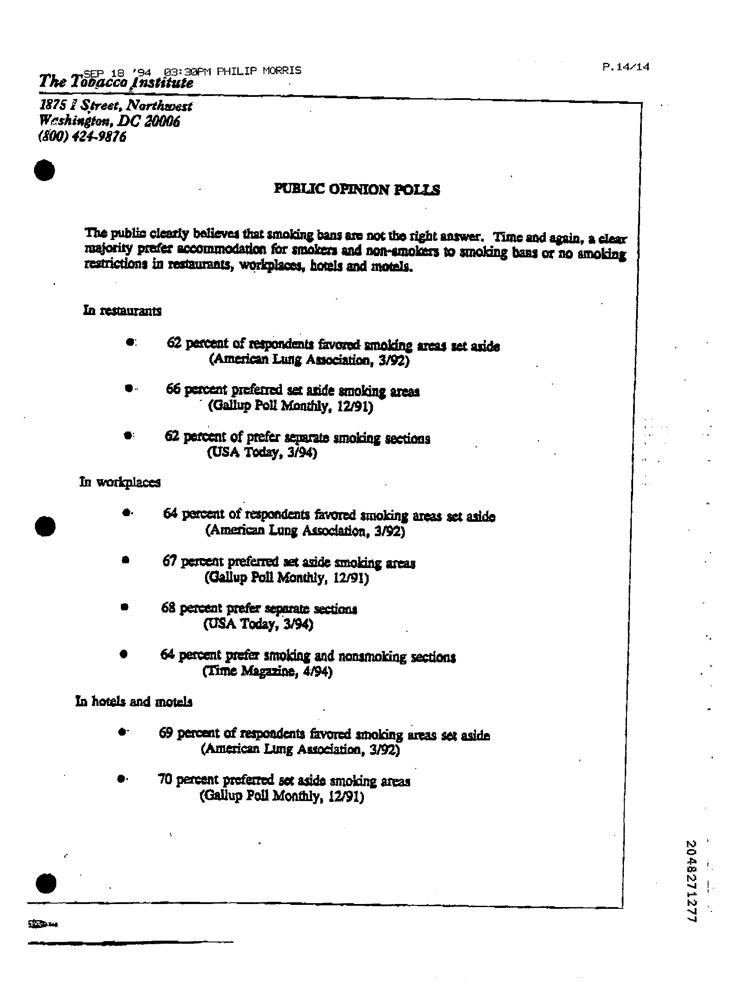 SEP 18 '94 03:30PM PHILIP MORRIS
P.14/14
The Tobacco Institute
1875 I Street, Northwest
Washington, DC 20006
(800) 424-9876
PUBLIC OPINION POLLS
The public clearly believes that smoking bans are not the right answer. Time and again, a clear
majority prefer accommodation for smokers and non-smokers to smoking bans or no smoking
restrictions in restaurants, workplaces, hotels and motels.
In restaurants
● 62 percent of respondents favored smoking areas set aside
(American Lung Association, 3/92)
● 66 percent preferred set aside smoking areas
(Gallup Poll Monthly, 12/91)
● 62 percent of prefer separate smoking sections
(USA Today, 3/94)
In workplaces
● 64 percent of respondents favored smoking areas set aside
(American Lung Association, 3/92)
● 67 percent preferred set aside smoking areas
(Gallup Poll Monthly, 12/91)
● 68 percent prefer separate sections
(USA Today, 3/94)
● 64 percent prefer smoking and nonsmoking sections
(Time Magazine, 4/94)
In hotels and motels
● 69 percent of respondents favored smoking areas set aside
(American Lung Association, 3/92)
● 70 percent preferred set aside smoking areas
(Gallup Poll Monthly, 12/91)
2048271277